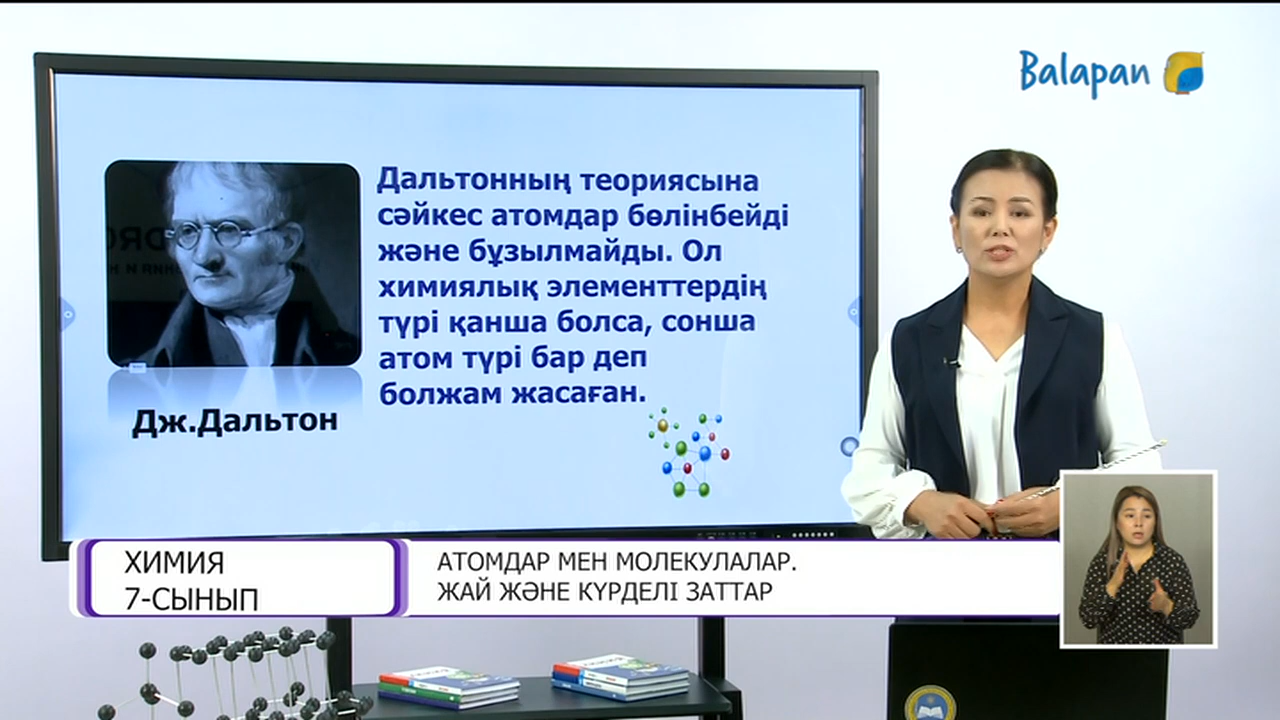 Balapan
Дальтонның теориясына
сәйкес атомдар бөлінбейді
және бұзылмайды. Ол
химиялық элементтердің
түрі қанша болса, сонша
атом түрі бар деп
болжам жасаған.
Дж.Дальтон
ХИМИЯ
7-СЫНЫП
АТОМДАР МЕН МОЛЕКУЛАЛАР.
ЖАЙ ЖӘНЕ КҮРДЕЛІ ЗАТТАР